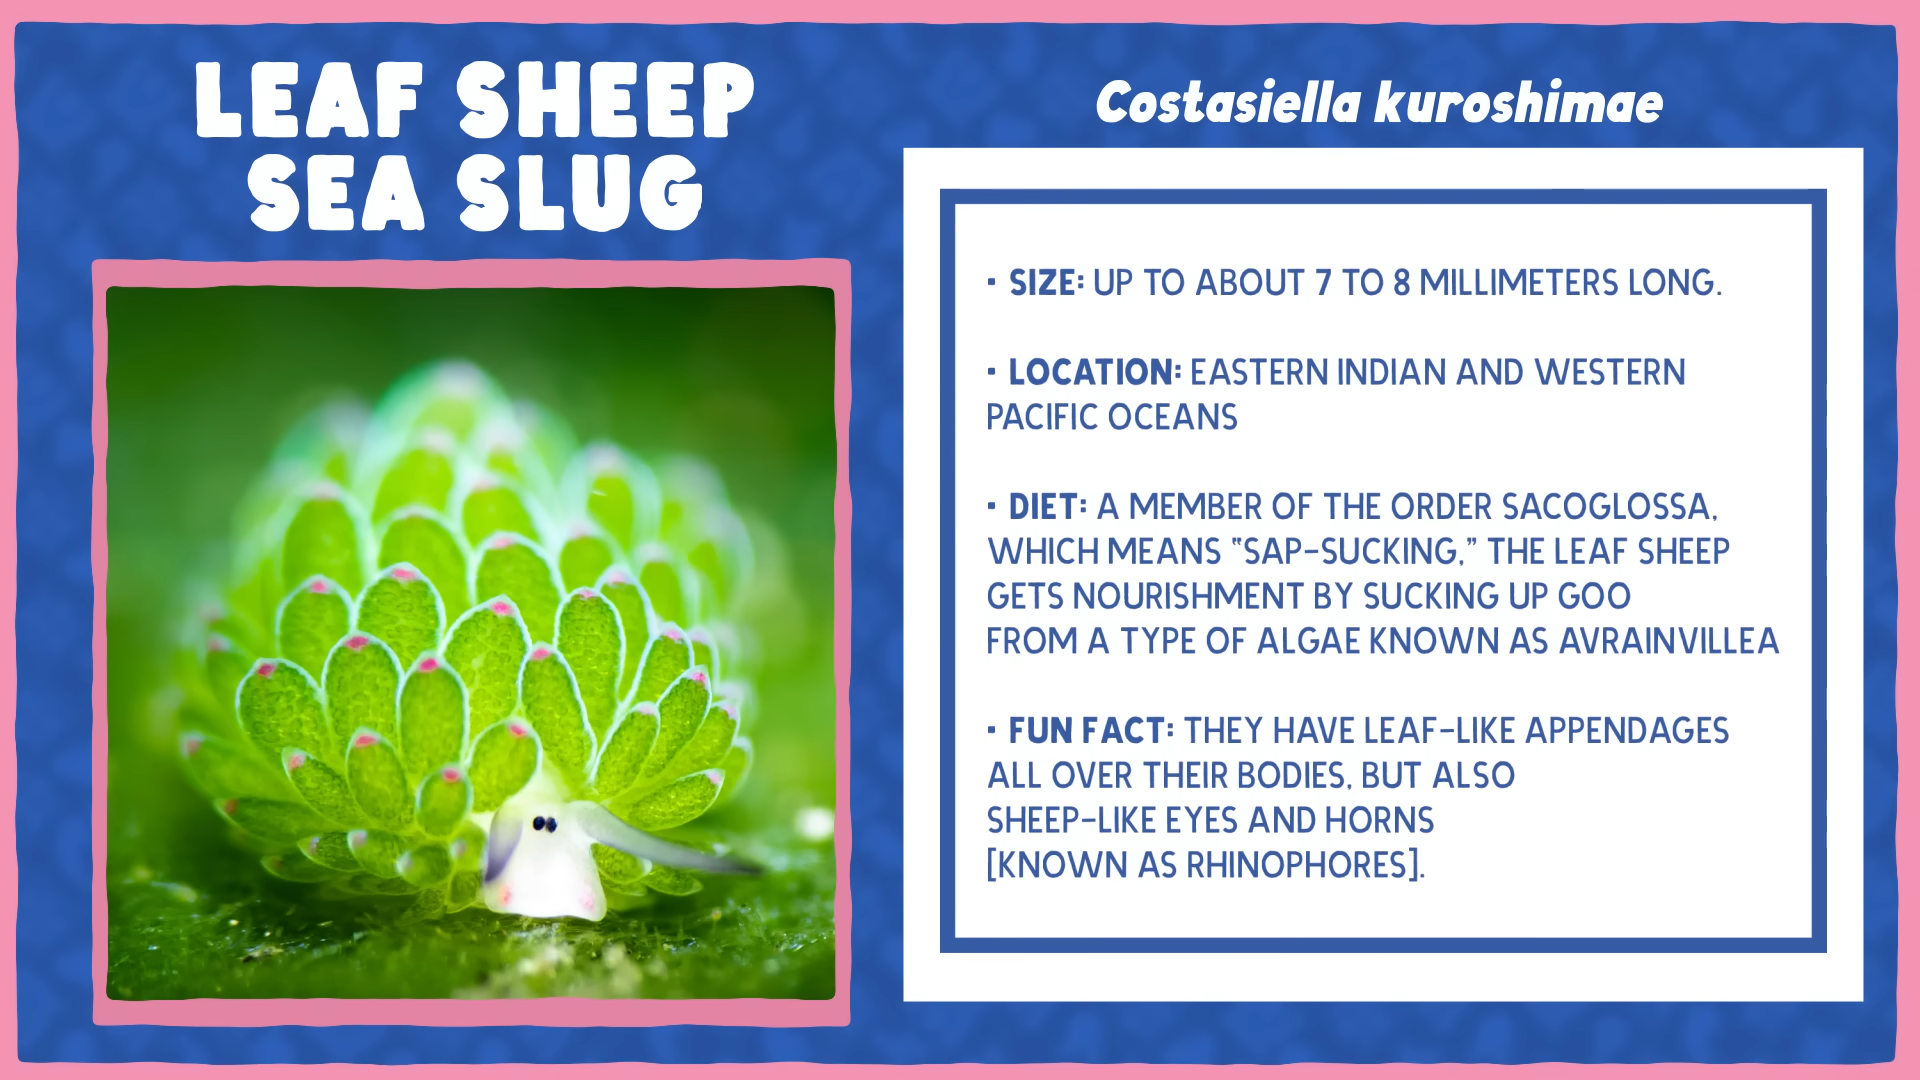 LEAF SHEEP
SEA SLUG
Costasiella kuroshimae
• SIZE: UP TO ABOUT 7 TO 8 MILLIMETERS LONG.
• LOCATION: EASTERN INDIAN AND WESTERN
PACIFIC OCEANS
• DIET: A MEMBER OF THE ORDER SACOGLOSSA,
WHICH MEANS “SAP-SUCKING,” THE LEAF SHEEP
GETS NOURISHMENT BY SUCKING UP GOO
FROM A TYPE OF ALGAE KNOWN AS AVRAINVILLEA
• FUN FACT: THEY HAVE LEAF-LIKE APPENDAGES
ALL OVER THEIR BODIES, BUT ALSO
SHEEP-LIKE EYES AND HORNS
[KNOWN AS RHINOPHORES].